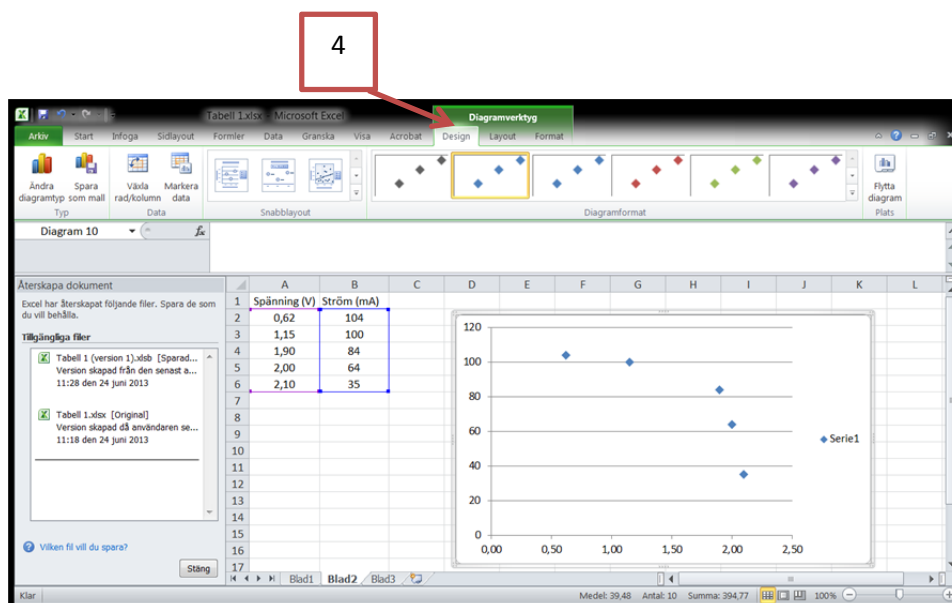 4
Tabell 1.xlsx - Microsoft Excel
Diagramverktyg
Arkiv Start Infoga Sidlayout Formler Data Granska Visa Acrobat Design Layout Format
Ändra diagramtyp
Spara som mall
Växla rad/kolumn
Markera data
Flytta diagram
Typ Data Snabblayout Diagramformat Plats
Diagram 10 fx
Återskapa dokument
Excel har återskapat följande filer. Spara de som
du vill behålla.
Tillgängliga filer
Tabell 1 (version 1).xlsb [Sparad...
Version skapad från den senast a...
11:28 den 24 juni 2013
Tabell 1.xlsx [Original]
Version skapad då användaren se...
11:18 den 24 juni 2013
Vilken fil vill du spara?
Stäng
A B C D E F G H I J K L
1 Spänning (V) Ström (mA)
2 0,62 104
3 1,15 100
4 1,90 84
5 2,00 64
6 2,10 35
7
8
9
10
11
12
13
14
15
16
17
120
100
80
60
40
20
0
0,00 0,50 1,00 1,50 2,00 2,50
Serie1
Blad1 Blad2 Blad3
Klar Medel: 39,48 Antal: 10 Summa: 394,77 100%